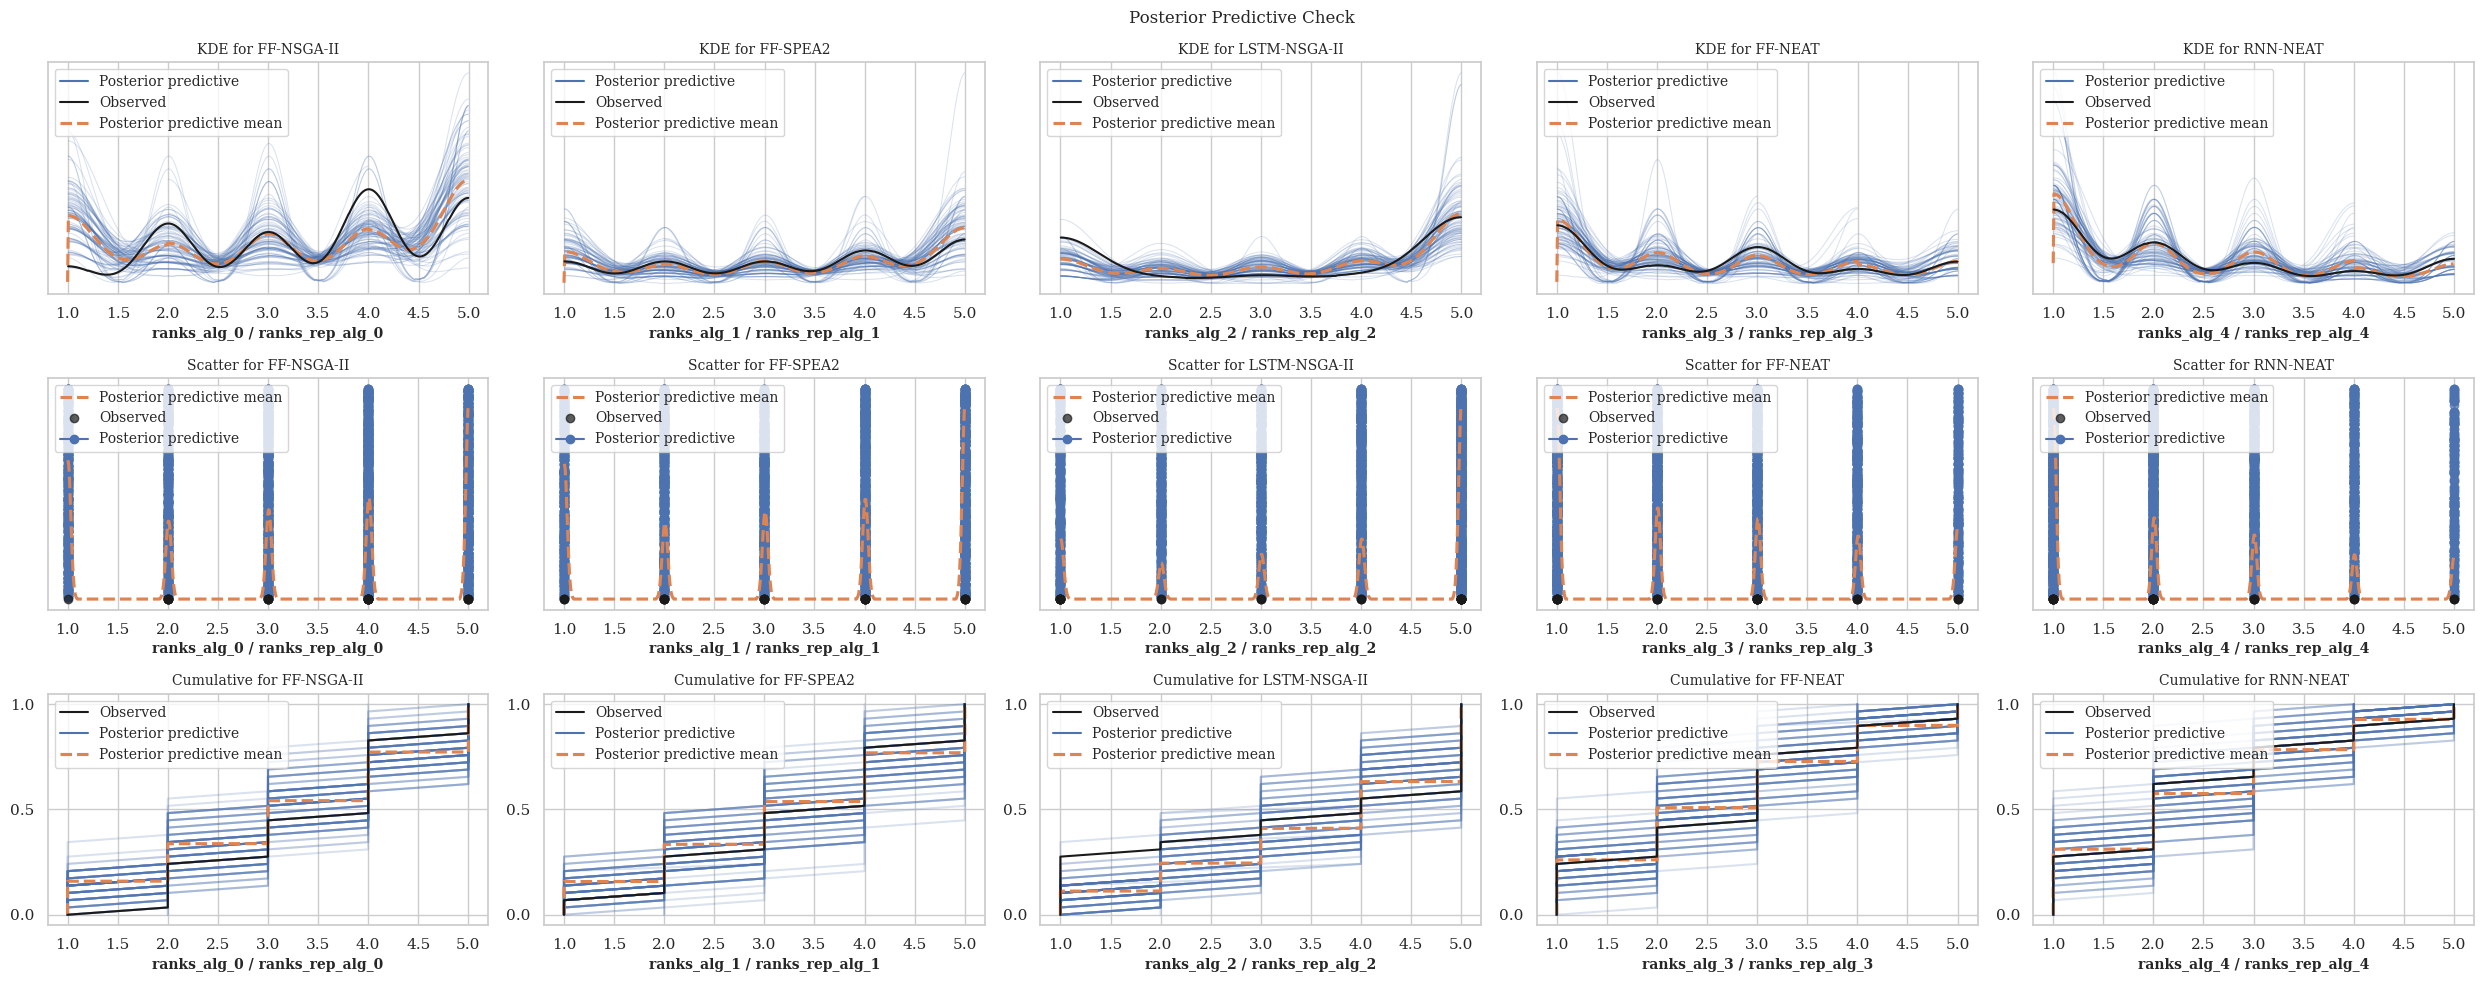 Posterior Predictive Check
KDE for FF-NSGA-II
Posterior predictive
Observed
Posterior predictive mean
1.0 1.5 2.0 2.5 3.0 3.5 4.0 4.5 5.0
ranks_alg_0 / ranks_rep_alg_0
KDE for FF-SPEA2
Posterior predictive
Observed
Posterior predictive mean
1.0 1.5 2.0 2.5 3.0 3.5 4.0 4.5 5.0
ranks_alg_1 / ranks_rep_alg_1
KDE for LSTM-NSGA-II
Posterior predictive
Observed
Posterior predictive mean
1.0 1.5 2.0 2.5 3.0 3.5 4.0 4.5 5.0
ranks_alg_2 / ranks_rep_alg_2
KDE for FF-NEAT
Posterior predictive
Observed
Posterior predictive mean
1.0 1.5 2.0 2.5 3.0 3.5 4.0 4.5 5.0
ranks_alg_3 / ranks_rep_alg_3
KDE for RNN-NEAT
Posterior predictive
Observed
Posterior predictive mean
1.0 1.5 2.0 2.5 3.0 3.5 4.0 4.5 5.0
ranks_alg_4 / ranks_rep_alg_4
Scatter for FF-NSGA-II
Posterior predictive mean
Observed
Posterior predictive
1.0 1.5 2.0 2.5 3.0 3.5 4.0 4.5 5.0
ranks_alg_0 / ranks_rep_alg_0
Scatter for FF-SPEA2
Posterior predictive mean
Observed
Posterior predictive
1.0 1.5 2.0 2.5 3.0 3.5 4.0 4.5 5.0
ranks_alg_1 / ranks_rep_alg_1
Scatter for LSTM-NSGA-II
Posterior predictive mean
Observed
Posterior predictive
1.0 1.5 2.0 2.5 3.0 3.5 4.0 4.5 5.0
ranks_alg_2 / ranks_rep_alg_2
Scatter for FF-NEAT
Posterior predictive mean
Observed
Posterior predictive
1.0 1.5 2.0 2.5 3.0 3.5 4.0 4.5 5.0
ranks_alg_3 / ranks_rep_alg_3
Scatter for RNN-NEAT
Posterior predictive mean
Observed
Posterior predictive
1.0 1.5 2.0 2.5 3.0 3.5 4.0 4.5 5.0
ranks_alg_4 / ranks_rep_alg_4
Cumulative for FF-NSGA-II
1.0
Observed
Posterior predictive
Posterior predictive mean
0.5
0.0
1.0 1.5 2.0 2.5 3.0 3.5 4.0 4.5 5.0
ranks_alg_0 / ranks_rep_alg_0
Cumulative for FF-SPEA2
1.0
Observed
Posterior predictive
Posterior predictive mean
0.5
0.0
1.0 1.5 2.0 2.5 3.0 3.5 4.0 4.5 5.0
ranks_alg_1 / ranks_rep_alg_1
Cumulative for LSTM-NSGA-II
1.0
Observed
Posterior predictive
Posterior predictive mean
0.5
0.0
1.0 1.5 2.0 2.5 3.0 3.5 4.0 4.5 5.0
ranks_alg_2 / ranks_rep_alg_2
Cumulative for FF-NEAT
1.0
Observed
Posterior predictive
Posterior predictive mean
0.5
0.0
1.0 1.5 2.0 2.5 3.0 3.5 4.0 4.5 5.0
ranks_alg_3 / ranks_rep_alg_3
Cumulative for RNN-NEAT
1.0
Observed
Posterior predictive
Posterior predictive mean
0.5
0.0
1.0 1.5 2.0 2.5 3.0 3.5 4.0 4.5 5.0
ranks_alg_4 / ranks_rep_alg_4